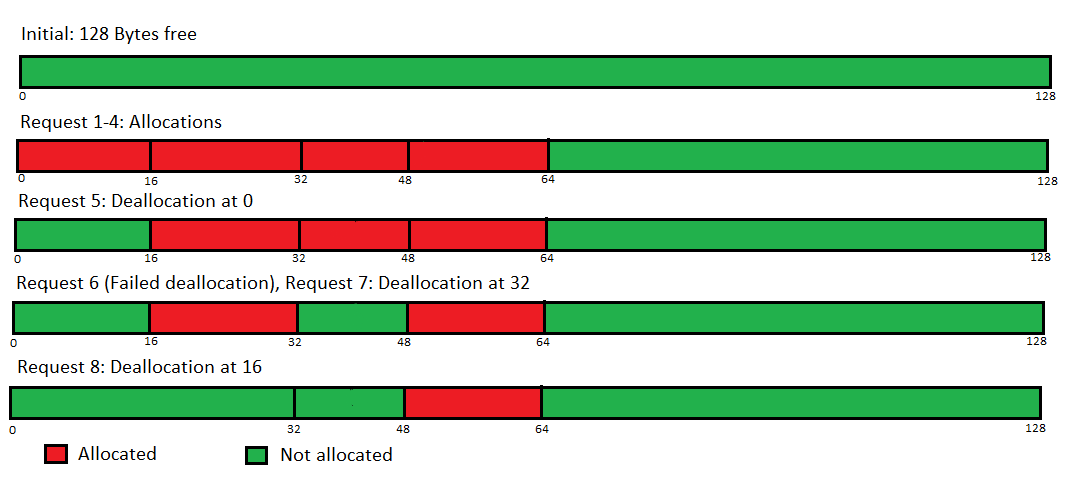 Initial: 128 Bytes free
0 128
Request 1-4: Allocations
0 16 32 48 64 128
Request 5: Deallocation at 0
0 16 32 48 64 128
Request 6 (Failed deallocation), Request 7: Deallocation at 32
0 16 32 48 64 128
Request 8: Deallocation at 16
0 32 48 64 128
Allocated Not allocated